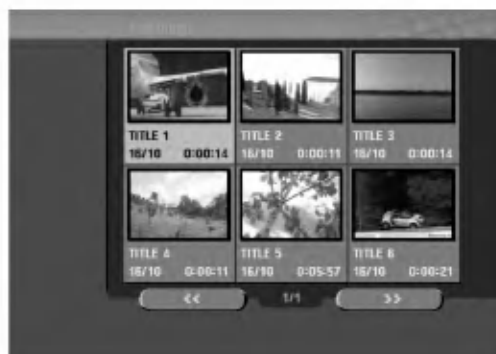 TITLE 1
16/10 0:00:14
TITLE 2
16/10 0:00:11
TITLE 3
16/10 0:00:14
TITLE 4
16/10 0:00:11
TITLE 5
16/10 0:05:57
TITLE 6
16/10 0:00:21
<< 1/1 >>